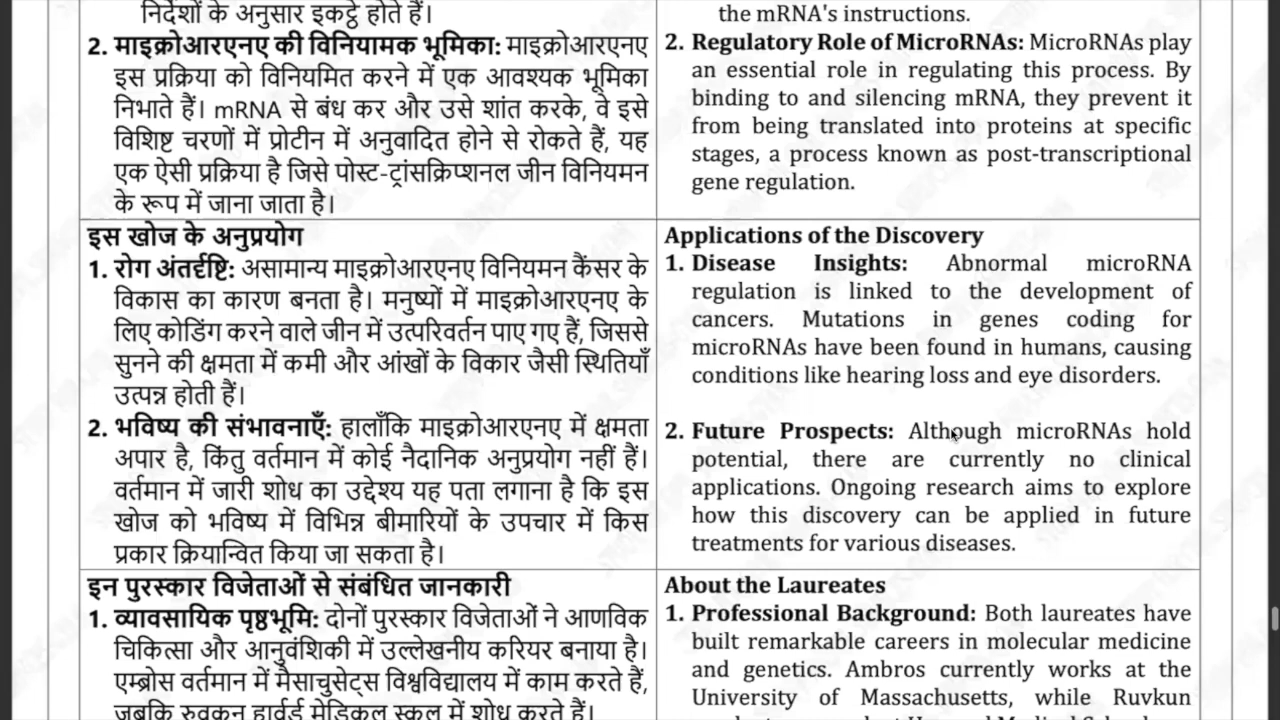 निर्देशों के अनुसार इकट्ठे होते हैं।
2. माइक्रोआरएनए की विनियामक भूमिका: माइक्रोआरएनए
इस प्रक्रिया को विनियमित करने में एक आवश्यक भूमिका
निभाते हैं। mRNA से बंध कर और उसे शांत करके, वे इसे
विशिष्ट चरणों में प्रोटीन में अनुवादित होने से रोकते हैं, यह
एक ऐसी प्रक्रिया है जिसे पोस्ट-ट्रांसक्रिप्शनल जीन विनियमन
के रूप में जाना जाता है।
the mRNA's instructions.
2. Regulatory Role of MicroRNAs: MicroRNAs play
an essential role in regulating this process. By
binding to and silencing mRNA, they prevent it
from being translated into proteins at specific
stages, a process known as post-transcriptional
gene regulation.
इस खोज के अनुप्रयोग
1. रोग अंतर्दृष्टि: असामान्य माइक्रोआरएनए विनियमन कैंसर के
विकास का कारण बनता है। मनुष्यों में माइक्रोआरएनए के
लिए कोडिंग करने वाले जीन में उत्परिवर्तन पाए गए हैं, जिससे
सुनने की क्षमता में कमी और आंखों के विकार जैसी स्थितियाँ
उत्पन्न होती हैं।
2. भविष्य की संभावनाएँ: हालाँकि माइक्रोआरएनए में क्षमता
अपार है, किंतु वर्तमान में कोई नैदानिक अनुप्रयोग नहीं हैं।
वर्तमान में जारी शोध का उद्देश्य यह पता लगाना है कि इस
खोज को भविष्य में विभिन्न बीमारियों के उपचार में किस
प्रकार क्रियान्वित किया जा सकता है।
Applications of the Discovery
1. Disease Insights: Abnormal microRNA
regulation is linked to the development of
cancers. Mutations in genes coding for
microRNAs have been found in humans, causing
conditions like hearing loss and eye disorders.
2. Future Prospects: Although microRNAs hold
potential, there are currently no clinical
applications. Ongoing research aims to explore
how this discovery can be applied in future
treatments for various diseases.
इन पुरस्कार विजेताओं से संबंधित जानकारी
1. व्यावसायिक पृष्ठभूमि: दोनों पुरस्कार विजेताओं ने आणविक
चिकित्सा और आनुवंशिकी में उल्लेखनीय करियर बनाया है।
एम्ब्रोस वर्तमान में मैसाचुसेट्स विश्वविद्यालय में काम करते हैं,
जबकि रुवकुन हार्वर्ड मेडिकल स्कूल में शोध करते हैं।
About the Laureates
1. Professional Background: Both laureates have
built remarkable careers in molecular medicine
and genetics. Ambros currently works at the
University of Massachusetts, while Ruvkun